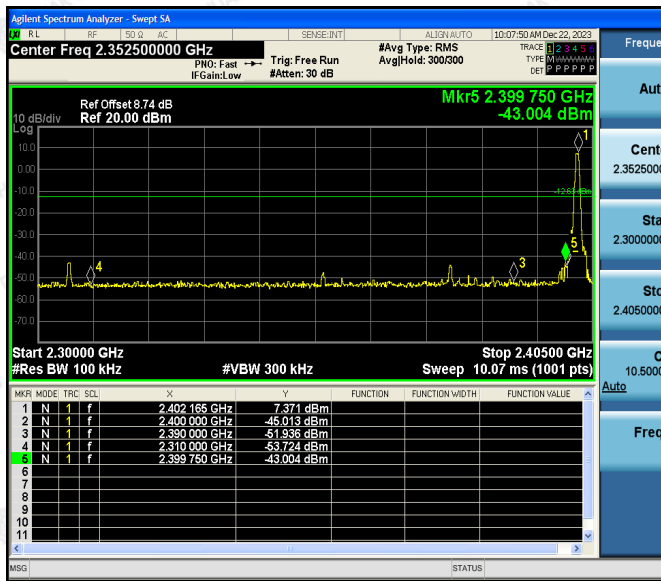 Agilent Spectrum Analyzer - Swept SA
LXI RL RF 50 Ω AC SENSE:INT ALIGN AUTO 10:07:50 AM Dec 22, 2023
Center Freq 2.352500000 GHz #Avg Type: RMS TRACE 1 2 3 4 5 6
PNO: Fast Trig: Free Run Avg|Hold: 300/300 TYPE M
IFGain:Low #Atten: 30 dB DET P P P P P P
Ref Offset 8.74 dB Mkr5 2.399 750 GHz
10 dB/div Ref 20.00 dBm -43.004 dBm
Log
1
10.0
0.00
-10.0
-20.0
-30.0
5
-40.0
4 3
-60.0
-70.0
Start 2.30000 GHz Stop 2.40500 GHz
#Res BW 100 kHz #VBW 300 kHz Sweep 10.07 ms (1001 pts)
MKR MODE TRC SCL X Y FUNCTION FUNCTION WIDTH FUNCTION VALUE
1 N 1 f 2.402 165 GHz 7.371 dBm
2 N 1 f 2.400 000 GHz -45.013 dBm
3 N 1 f 2.390 000 GHz -51.936 dBm
4 N 1 f 2.310 000 GHz -53.724 dBm
5 N 1 f 2.399 750 GHz -43.004 dBm
6
7
8
9
10
11
MSG STATUS
Freque
Aut
Cent
2.3525000
Sta
2.3000000
Sto
2.4050000
C
10.5000
Auto
Freq